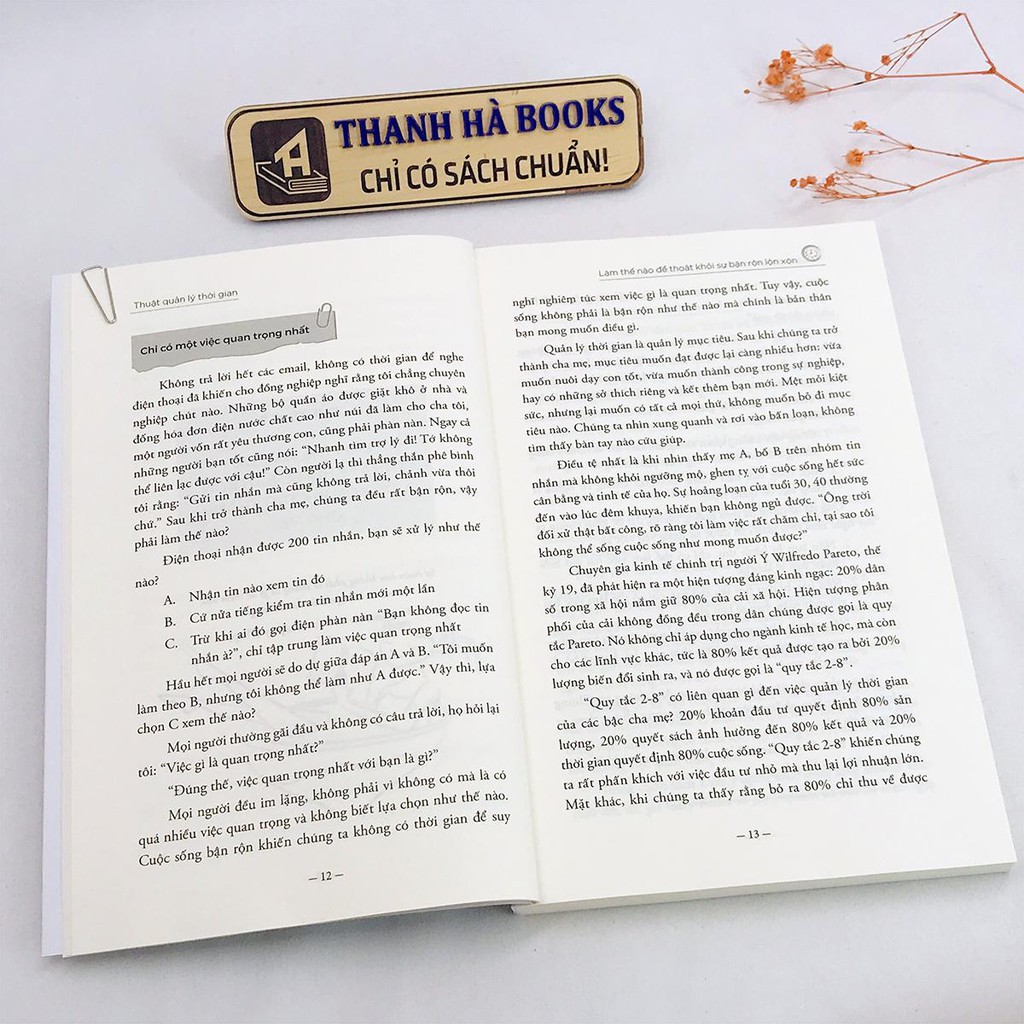 THANH HÀ BOOKS
CHỈ CÓ SÁCH CHUẨN!
Thuật quản lý thời gian
Chỉ có một việc quan trọng nhất
Không trả lời hết các email, không có thời gian để nghe
điện thoại đã khiến cho đồng nghiệp nghĩ rằng tôi chẳng chuyên
nghiệp chút nào. Những bộ quần áo được giặt khô ở nhà và
đồng hóa đơn điện nước chất cao như núi đã làm cho cha tôi,
một người vốn rất yêu thương con, cũng phải phàn nàn. Ngay cả
những người bạn tốt cũng nói: “Nhanh tìm trợ lý đi! Tớ không
thể liên lạc được với cậu!” Còn người lạ thì thẳng thắn phê bình
tôi rằng: “Gửi tin nhắn mà cũng không trả lời, chảnh vừa thôi
chứ.” Sau khi trở thành cha mẹ, chúng ta đều rất bận rộn, vậy
phải làm thế nào?
Điện thoại nhận được 200 tin nhắn, bạn sẽ xử lý như thế
nào?
A. Nhận tin nào xem tin đó
B. Cứ nửa tiếng kiểm tra tin nhắn mới một lần
C. Trừ khi ai đó gọi điện phàn nàn “Bạn không đọc tin
nhắn à?”, chỉ tập trung làm việc quan trọng nhất
Hầu hết mọi người sẽ do dự giữa đáp án A và B. “Tôi muốn
làm theo B, nhưng tôi không thể làm như A được.” Vậy thì, lựa
chọn C xem thế nào?
Mọi người thường gãi đầu và không có câu trả lời, họ hỏi lại
tôi: “Việc gì là quan trọng nhất?”
“Đúng thế, việc quan trọng nhất với bạn là gì?”
Mọi người đều im lặng, không phải vì không có mà là có
quá nhiều việc quan trọng và không biết lựa chọn như thế nào.
Cuộc sống bận rộn khiến chúng ta không có thời gian để suy
— 12 —
Làm thế nào để thoát khỏi sự bận rộn lộn xộn
nghĩ nghiêm túc xem việc gì là quan trọng nhất. Tuy vậy, cuộc
sống không phải là bận rộn như thế nào mà chính là bản thân
bạn mong muốn điều gì.
Quản lý thời gian là quản lý mục tiêu. Sau khi chúng ta trở
thành cha mẹ, mục tiêu muốn đạt được lại càng nhiều hơn: vừa
muốn nuôi dạy con tốt, vừa muốn thành công trong sự nghiệp,
hay có những sở thích riêng và kết thêm bạn mới. Mệt mỏi kiệt
sức, nhưng lại muốn có tất cả mọi thứ, không muốn bỏ đi mục
tiêu nào. Chúng ta nhìn xung quanh và rơi vào bấn loạn, không
tìm thấy bàn tay nào cứu giúp.
Điều tệ nhất là khi nhìn thấy mẹ A, bố B trên nhóm tin
nhắn mà không khỏi ngưỡng mộ, ghen tỵ với cuộc sống hết sức
cân bằng và tinh tế của họ. Sự hoảng loạn của tuổi 30, 40 thường
đến vào lúc đêm khuya, khiến bạn không ngủ được. “Ông trời
đối xử thật bất công, rõ ràng tôi làm việc rất chăm chỉ, tại sao tôi
không thể sống cuộc sống như mong muốn được?”
Chuyên gia kinh tế chính trị người Ý Wilfredo Pareto, thế
kỷ 19, đã phát hiện ra một hiện tượng đáng kinh ngạc: 20% dân
số trong xã hội nắm giữ 80% của cải xã hội. Hiện tượng phân
phối của cải không đồng đều trong dân chúng được gọi là quy
tắc Pareto. Nó không chỉ áp dụng cho ngành kinh tế học, mà còn
cho các lĩnh vực khác, tức là 80% kết quả được tạo ra bởi 20%
lượng biến đổi sinh ra, và nó được gọi là “quy tắc 2-8”.
“Quy tắc 2-8” có liên quan gì đến việc quản lý thời gian
của các bậc cha mẹ? 20% khoản đầu tư quyết định 80% sản
lượng, 20% quyết sách ảnh hưởng đến 80% kết quả và 20%
thời gian quyết định 80% cuộc sống. “Quy tắc 2-8” khiến chúng
ta rất phấn khích với việc đầu tư nhỏ mà thu lại lợi nhuận lớn.
Mặt khác, khi chúng ta thấy rằng bỏ ra 80% chỉ thu về được
— 13 —